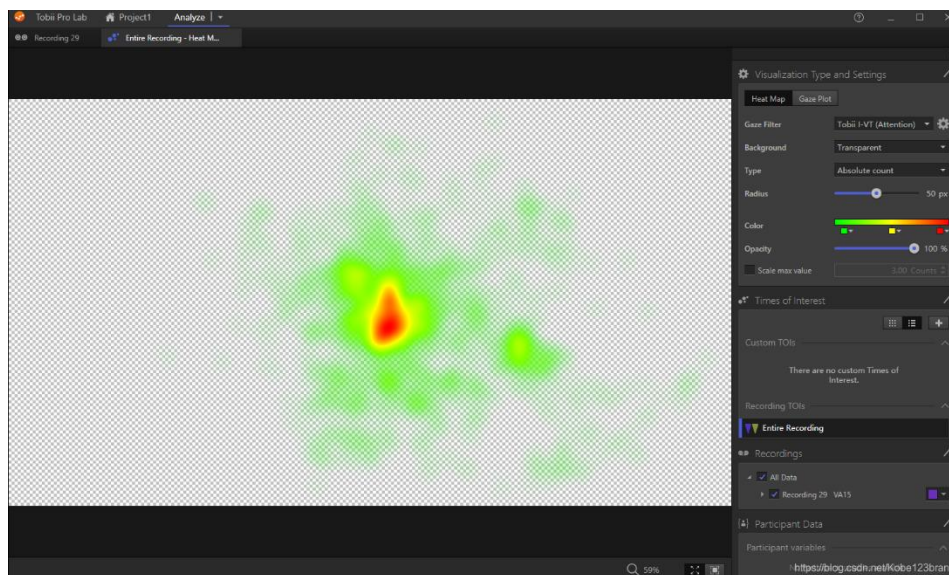 Tobii Pro Lab Project1 Analyze
Recording 29 Entire Recording - Heat M...
Visualization Type and Settings
Heat Map Gaze Plot
Gaze Filter Tobii I-VT (Attention)
Background Transparent
Type Absolute count
Radius 50 px
Color
Opacity 100 %
Scale max value 3.00 Counts
Times of Interest
Custom TOIs
There are no custom Times of
Interest.
Recording TOIs
Entire Recording
Recordings
All Data
Recording 29 VA15
Participant Data
Participant variables
https://blog.csdn.net/Kobe123bran
59%